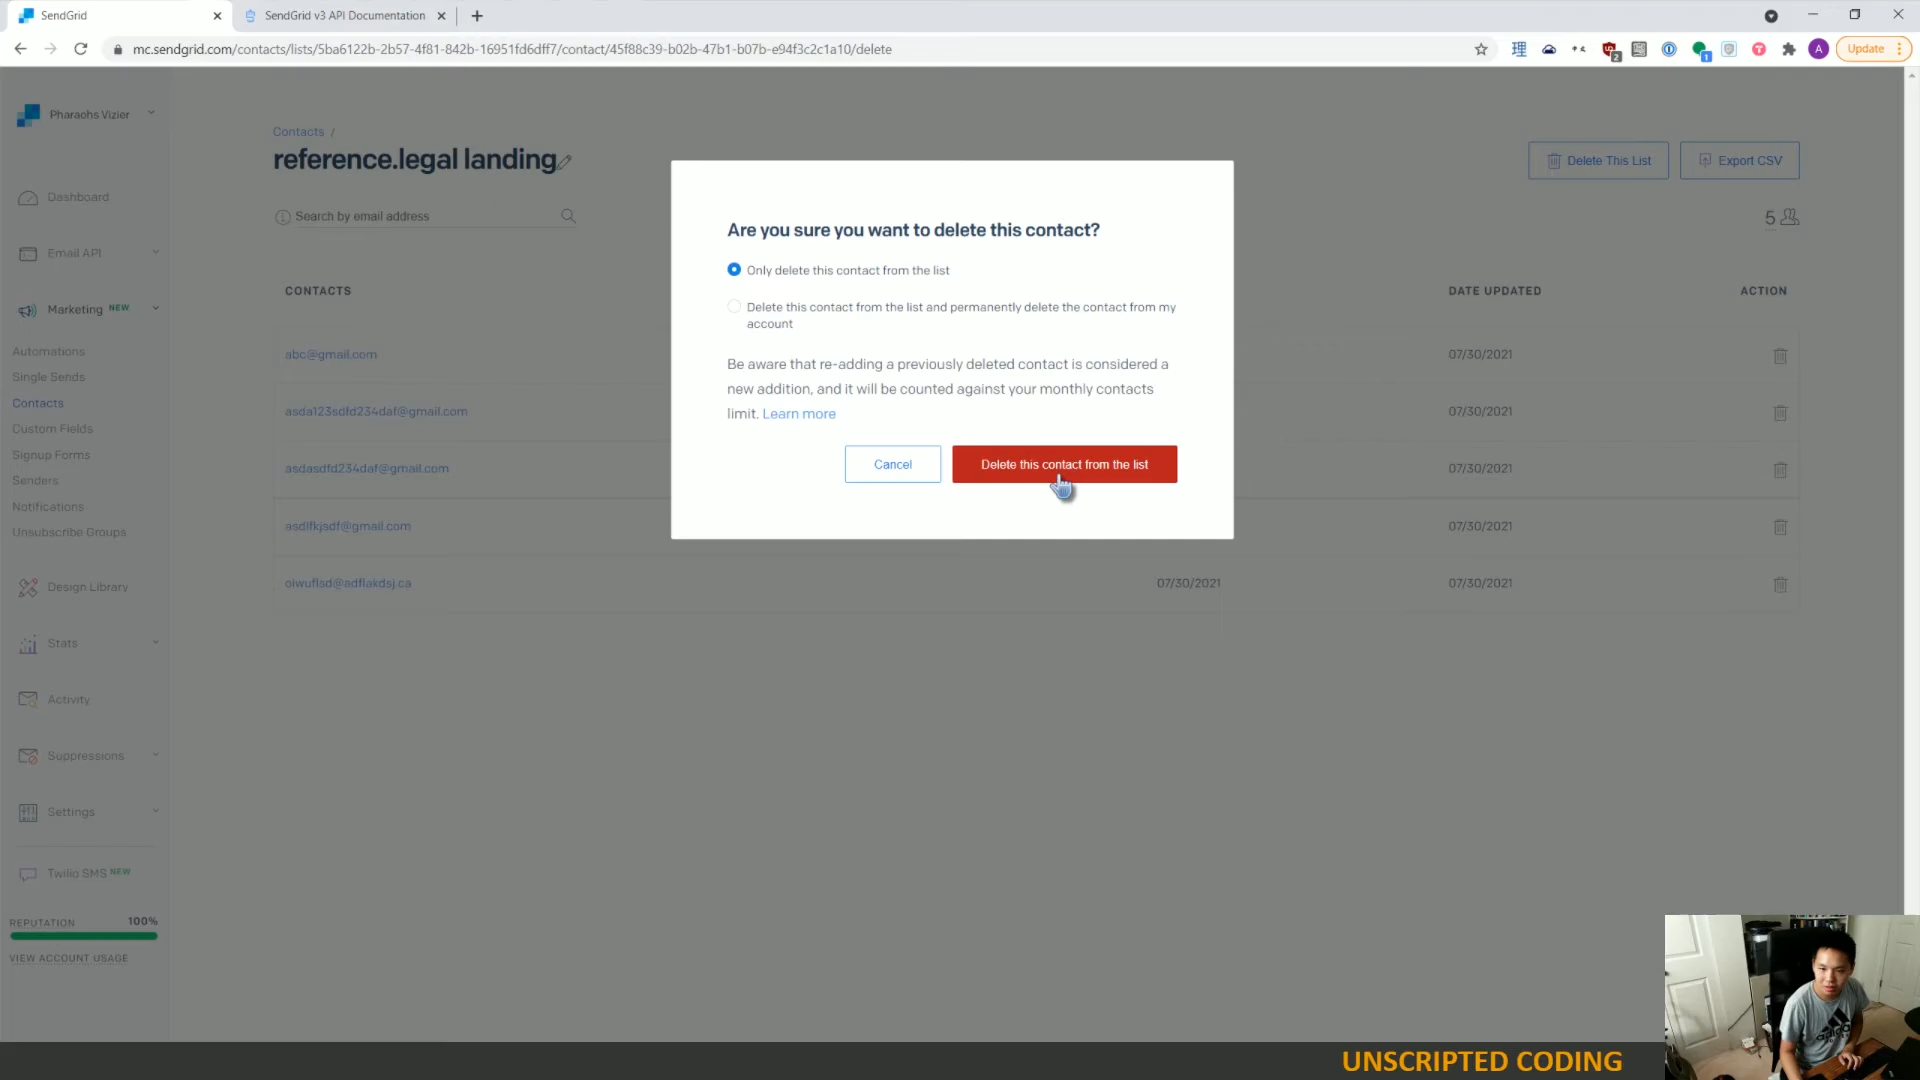 SendGrid
SendGrid v3 API Documentation
mc.sendgrid.com/contacts/lists/5ba6122b-2b57-4f81-842b-16951fd6dff7/contact/45f88c39-b02b-47b1-b07b-e94f3c2c1a10/delete
2
1
A
Update
Pharaohs Vizier
Dashboard
Email API
Marketing NEW
Automations
Single Sends
Contacts
Custom Fields
Signup Forms
Senders
Notifications
Unsubscribe Groups
Design Library
Stats
Activity
Suppressions
Settings
Twilio SMS NEW
REPUTATION 100%
VIEW ACCOUNT USAGE
Contacts /
reference.legal landing
Delete This List
Export CSV
Search by email address
5
CONTACTS DATE UPDATED ACTION
abc@gmail.com 07/30/2021
asda123sdfd234daf@gmail.com 07/30/2021
asdasdfd234daf@gmail.com 07/30/2021
asdlfkjsdf@gmail.com 07/30/2021
oiwuflsd@adflakdsj.ca 07/30/2021 07/30/2021
Are you sure you want to delete this contact?
Only delete this contact from the list
Delete this contact from the list and permanently delete the contact from my
account
Be aware that re-adding a previously deleted contact is considered a
new addition, and it will be counted against your monthly contacts
limit. Learn more
Cancel
Delete this contact from the list
UNSCRIPTED CODING